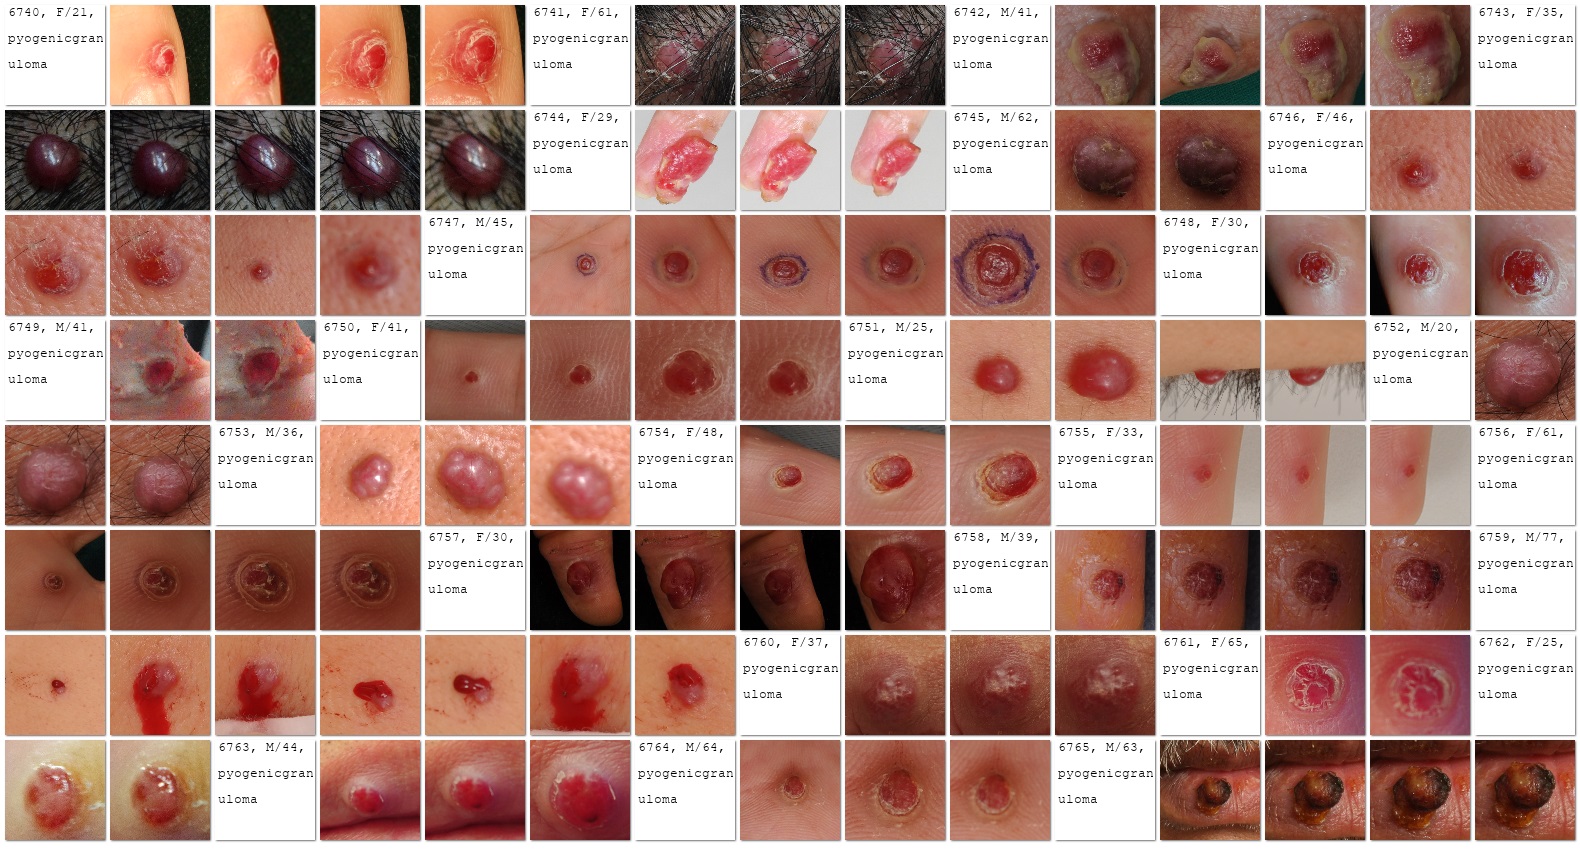 6740, F/21,
pyogenicgran
uloma
6741, F/61,
pyogenicgran
uloma
6742, M/41,
pyogenicgran
uloma
6743, F/35,
pyogenicgran
uloma
6744, F/29,
pyogenicgran
uloma
6745, M/62,
pyogenicgran
uloma
6746, F/46,
pyogenicgran
uloma
6747, M/45,
pyogenicgran
uloma
6748, F/30,
pyogenicgran
uloma
6749, M/41,
pyogenicgran
uloma
6750, F/41,
pyogenicgran
uloma
6751, M/25,
pyogenicgran
uloma
6752, M/20,
pyogenicgran
uloma
6753, M/36,
pyogenicgran
uloma
6754, F/48,
pyogenicgran
uloma
6755, F/33,
pyogenicgran
uloma
6756, F/61,
pyogenicgran
uloma
6757, F/30,
pyogenicgran
uloma
6758, M/39,
pyogenicgran
uloma
6759, M/77,
pyogenicgran
uloma
6760, F/37,
pyogenicgran
uloma
6761, F/65,
pyogenicgran
uloma
6762, F/25,
pyogenicgran
uloma
6763, M/44,
pyogenicgran
uloma
6764, M/64,
pyogenicgran
uloma
6765, M/63,
pyogenicgran
uloma